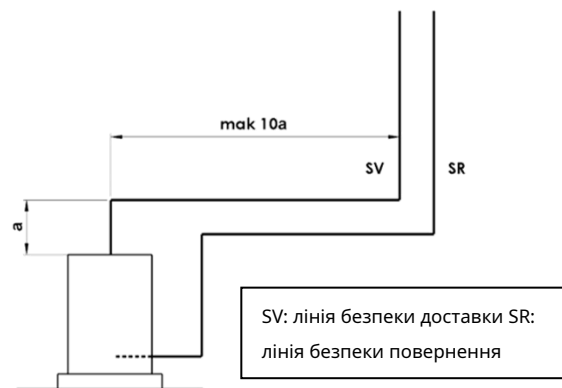 mak 10a
SV
SR
a
SV: лінія безпеки доставки SR:
лінія безпеки повернення